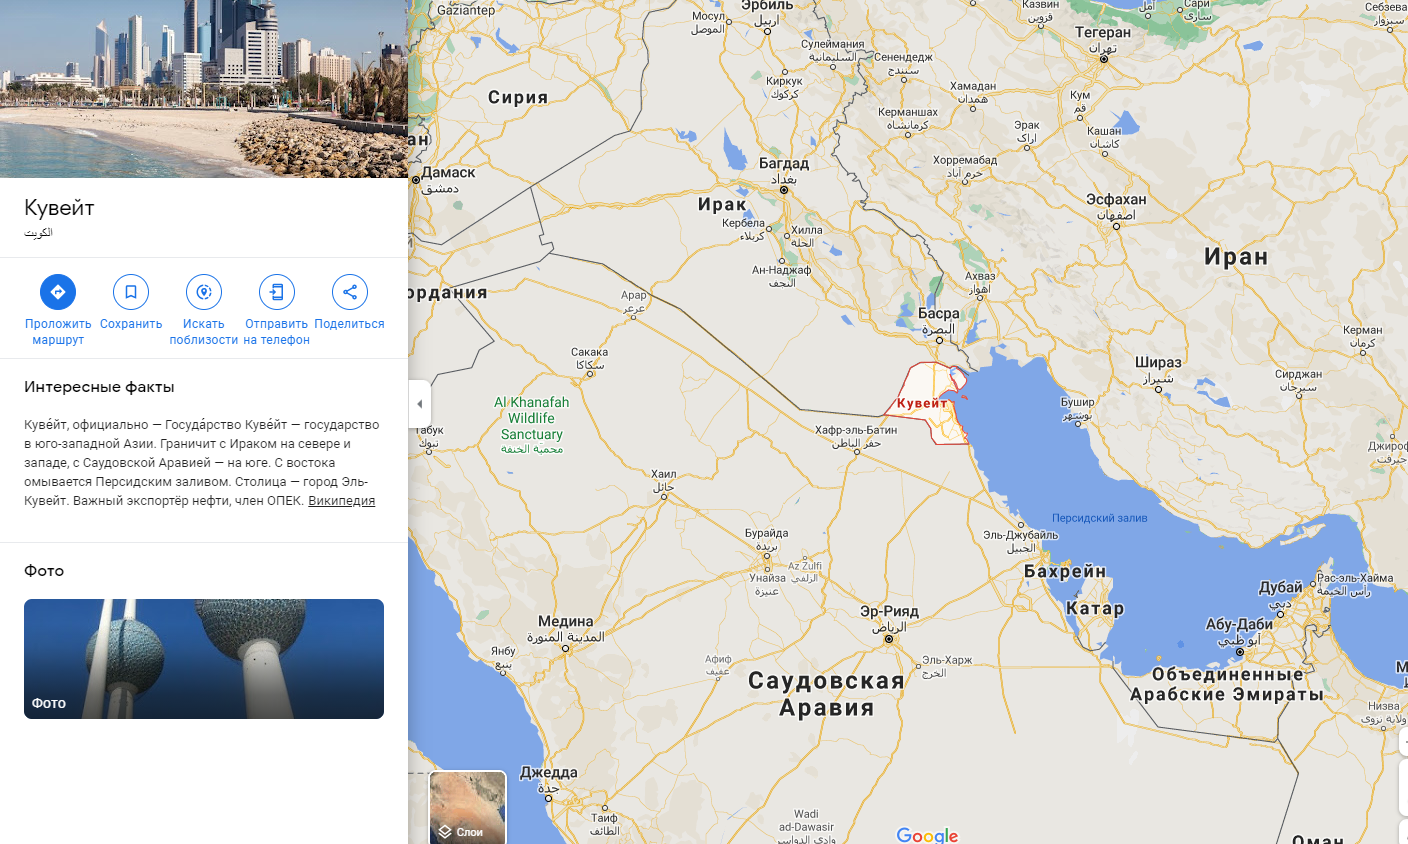 Кувейт
الكويت
Проложить
маршрут
Сохранить
Искать
поблизости
Отправить
на телефон
Поделиться
Интересные факты
Куве́йт, официально — Госуда́рство Куве́йт — государство
в юго-западной Азии. Граничит с Ираком на севере и
западе, с Саудовской Аравией — на юге. С востока
омывается Персидским заливом. Столица — город Эль-
Кувейт. Важный экспортёр нефти, член ОПЕК. Википедия
Фото
Фото
Gaziantep
Мосул
الموصل
Эрбиль
اربيل
Казвин
قزوین
آمل
Сари
ساری
Себзева
سبزوار
Тегеран
تهران
Сулеймания
السليمانية
Сенендедж
سنندج
Сирия
Киркук
كركوك
Хамадан
همدان
Кум
قم
Керманшах
کرمانشاه
Эрак
اراک
Кашан
کاشان
ан
Дамаск
دمشق
Багдад
بغداد
Хорремабад
خرم آباد
Ирак
Эсфахан
اصفهان
Кербела
كربلاء
Хилла
الحلة
Иран
Ан-Наджаф
النجف
Ахваз
اهواز
ордания
Арар
عرعر
Басра
البصرة
Керман
کرمان
Сакака
سكاكا
Шираз
شیراز
Сирджан
سیرجان
Al Khanafah
Wildlife
Sanctuary
محمية الخنفة
Кувейт
Бушир
بوشهر
Табук
تبوك
Хафр-эль-Батин
حفر الباطن
Джироф
جیرفت
Хаил
حائل
Персидский залив
Бурайда
بريدة
Эль-Джубайль
الجبيل
Az Zulfi
الزلفي
Унайза
عنيزة
Бахрейн
Дубай
دبي
Рас-эль-Хайма
رأس الخيمة
Катар
Эр-Рияд
الرياض
Медина
المدينة المنورة
Абу-Даби
أبو ظبي
Янбу
ينبع
Афиф
عفيف
Эль-Харж
الخرج
М
Саудовская
Аравия
Объединенные
Арабские Эмираты
Низва
ولاية نزوى
Джедда
جدة
Таиф
الطائف
Wadi
ad-Dawasir
وادي الدواسر
Слои
Google
Оман